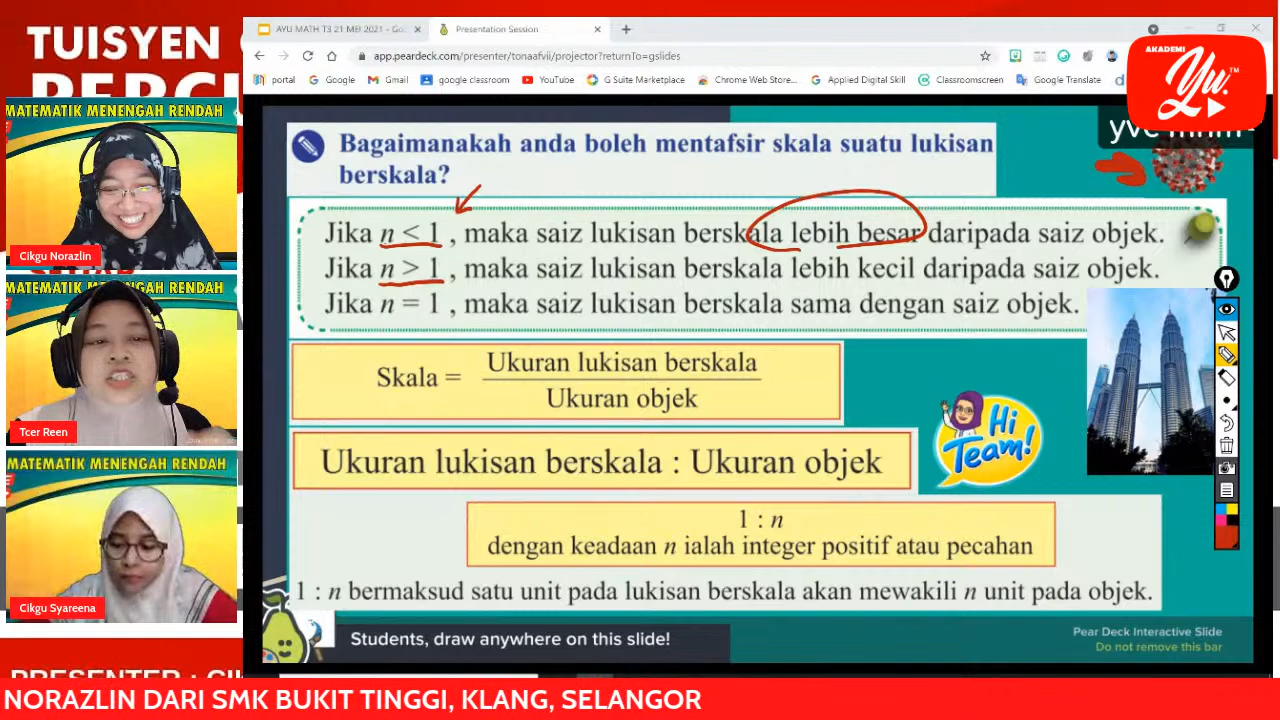 TUISYEN
AYU MATH T3 21 MEI 2021 - Go
Presentation Session
app.peardeck.com/presenter/tonaafvii/projector?returnTo=gslides
portal
Google
Gmail
google classroom
YouTube
G Suite Marketplace
Chrome Web Store...
Applied Digital Skill
Classroomscreen
Google Translate
AKADEMI
Yu.
TM
MATEMATIK MENENGAH RENDAH
Cikgu Norazlin
Tcer Reen
MATEMATIK MENENGAH RENDAH
Cikgu Syareena
Bagaimanakah anda boleh mentafsir skala suatu lukisan
berskala?
Jika n < 1 , maka saiz lukisan berskala lebih besar daripada saiz objek.
Jika n > 1 , maka saiz lukisan berskala lebih kecil daripada saiz objek.
Jika n = 1 , maka saiz lukisan berskala sama dengan saiz objek.
Skala = Ukuran lukisan berskala
Ukuran objek
Hi
Team!
Ukuran lukisan berskala : Ukuran objek
1 : n
dengan keadaan n ialah integer positif atau pecahan
1 : n bermaksud satu unit pada lukisan berskala akan mewakili n unit pada objek.
Students, draw anywhere on this slide!
Pear Deck Interactive Slide
Do not remove this bar
NORAZLIN DARI SMK BUKIT TINGGI, KLANG, SELANGOR